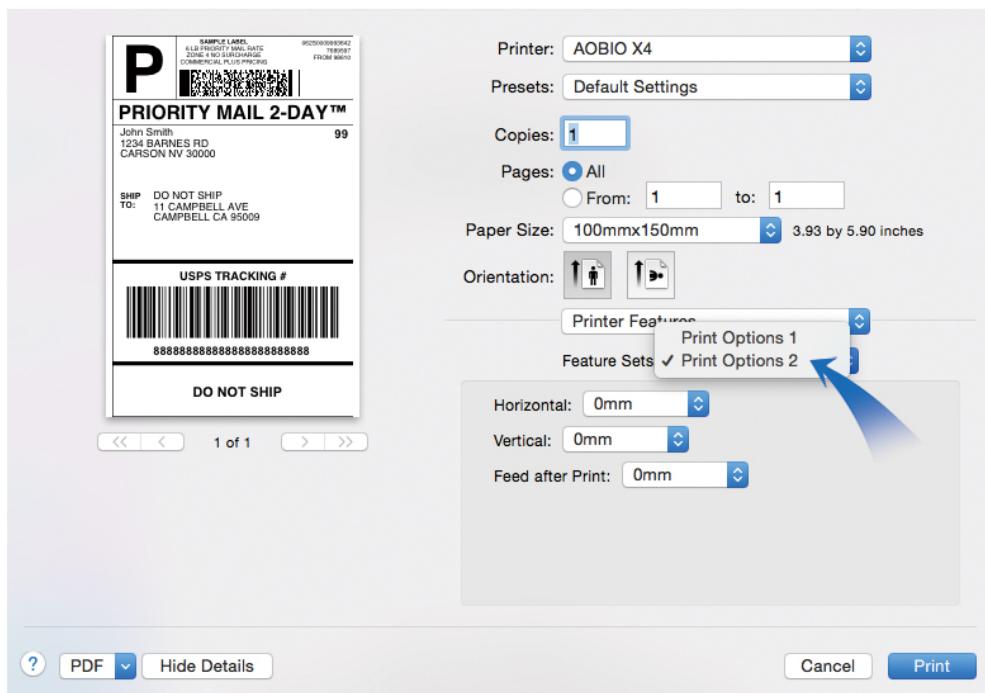 P
SAMPLE LABEL
6 LB PRIORITY MAIL RATE
ZONE 4 NO SURCHARGE
COMMERCIAL PLUS PRICING
7689597
FROM 98610
PRIORITY MAIL 2-DAY™
John Smith
1234 BARNES RD
CARSON NV 30000
99
SHIP TO:
DO NOT SHIP
11 CAMPBELL AVE
CAMPBELL CA 95009
USPS TRACKING #
8888888888888888888888888
DO NOT SHIP
<< < 1 of 1 > >>
Printer: AOBIO X4
Presets: Default Settings
Copies: 1
Pages: All
From: 1 to: 1
Paper Size: 100mmx150mm 3.93 by 5.90 inches
Orientation:
Printer Features
Print Options 1
Feature Sets ✓ Print Options 2
Horizontal: 0mm
Vertical: 0mm
Feed after Print: 0mm
? PDF Hide Details Cancel Print